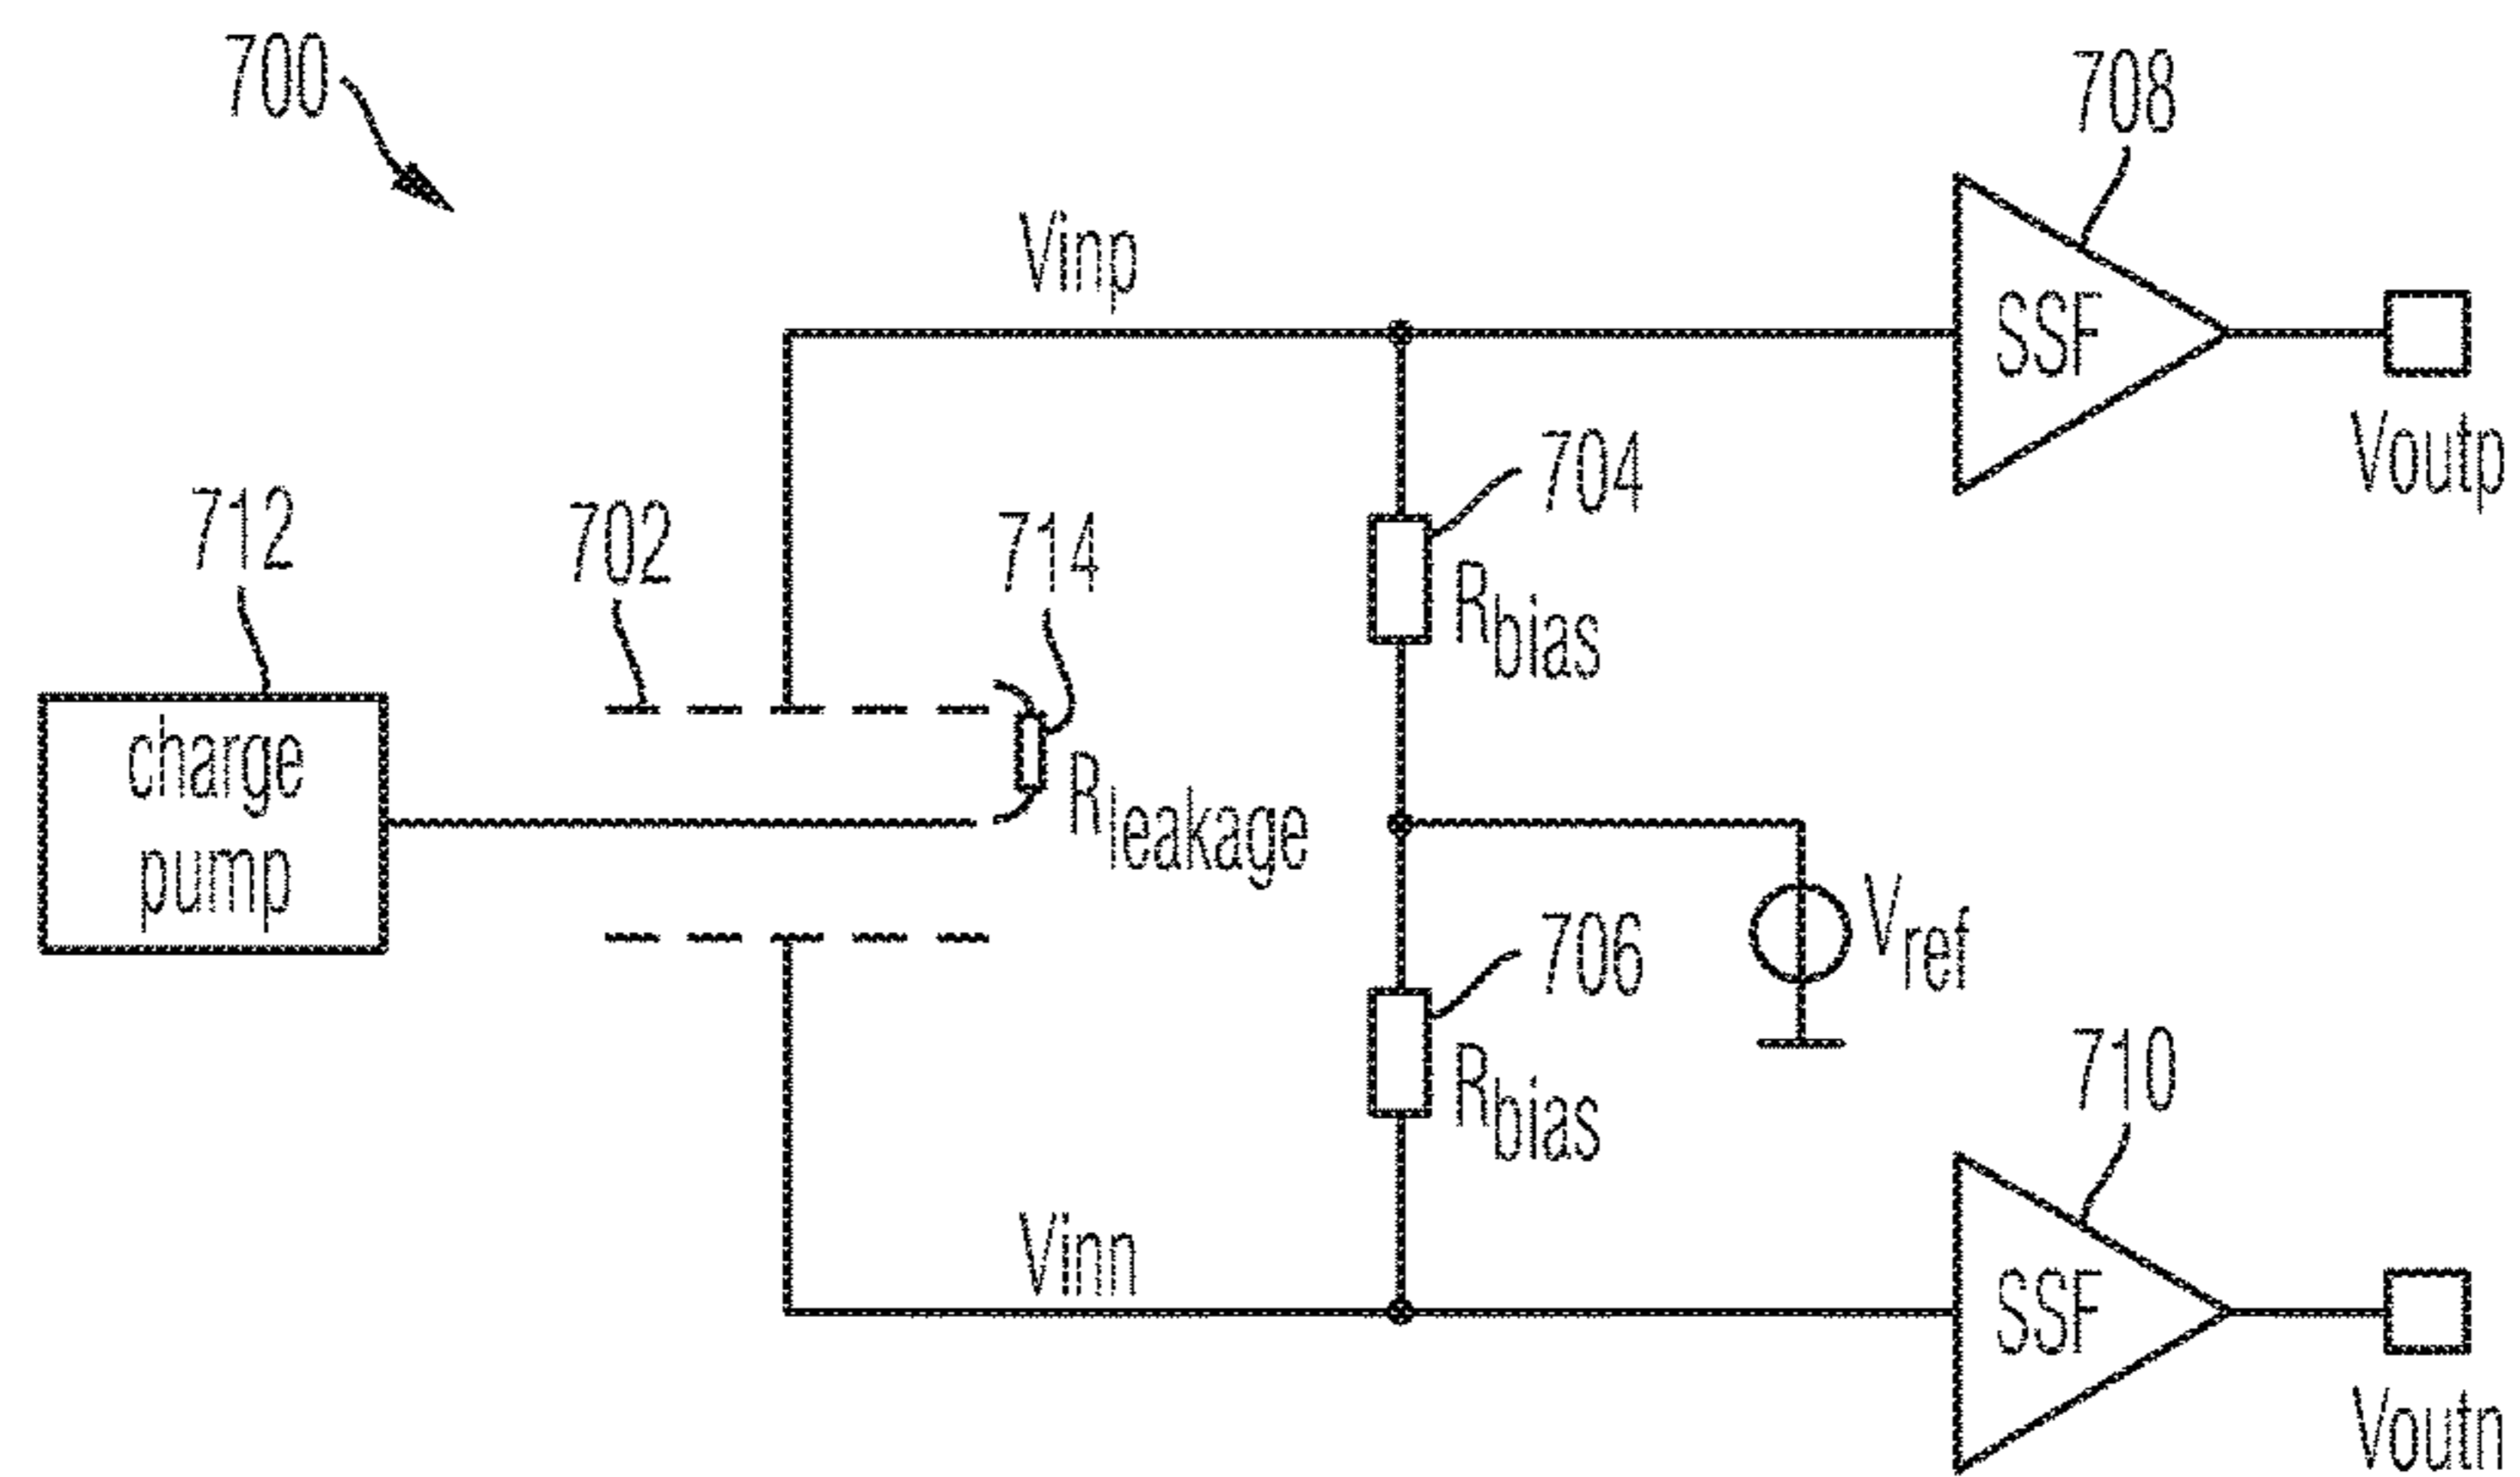 700
708
Vinp
SSF
Voutp
704
712
702
714
Rbias
charge
pump
Rleakage
706
Vref
710
Rbias
Vinn
SSF
Voutn